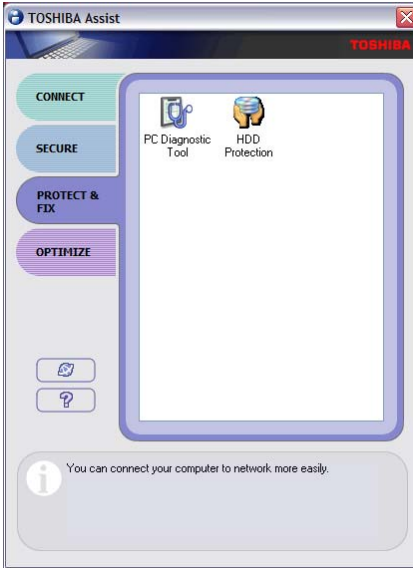 TOSHIBA Assist
TOSHIBA
CONNECT
SECURE
PROTECT &
FIX
OPTIMIZE
PC Diagnostic
Tool
HDD
Protection
?
i
You can connect your computer to network more easily.